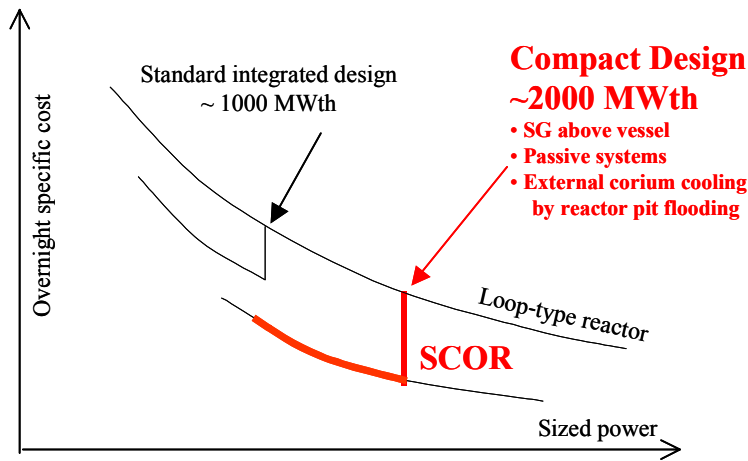 Overnight specific cost
Standard integrated design
~ 1000 MWth
Compact Design
~2000 MWth
• SG above vessel
• Passive systems
• External corium cooling
by reactor pit flooding
Loop-type reactor
SCOR
Sized power